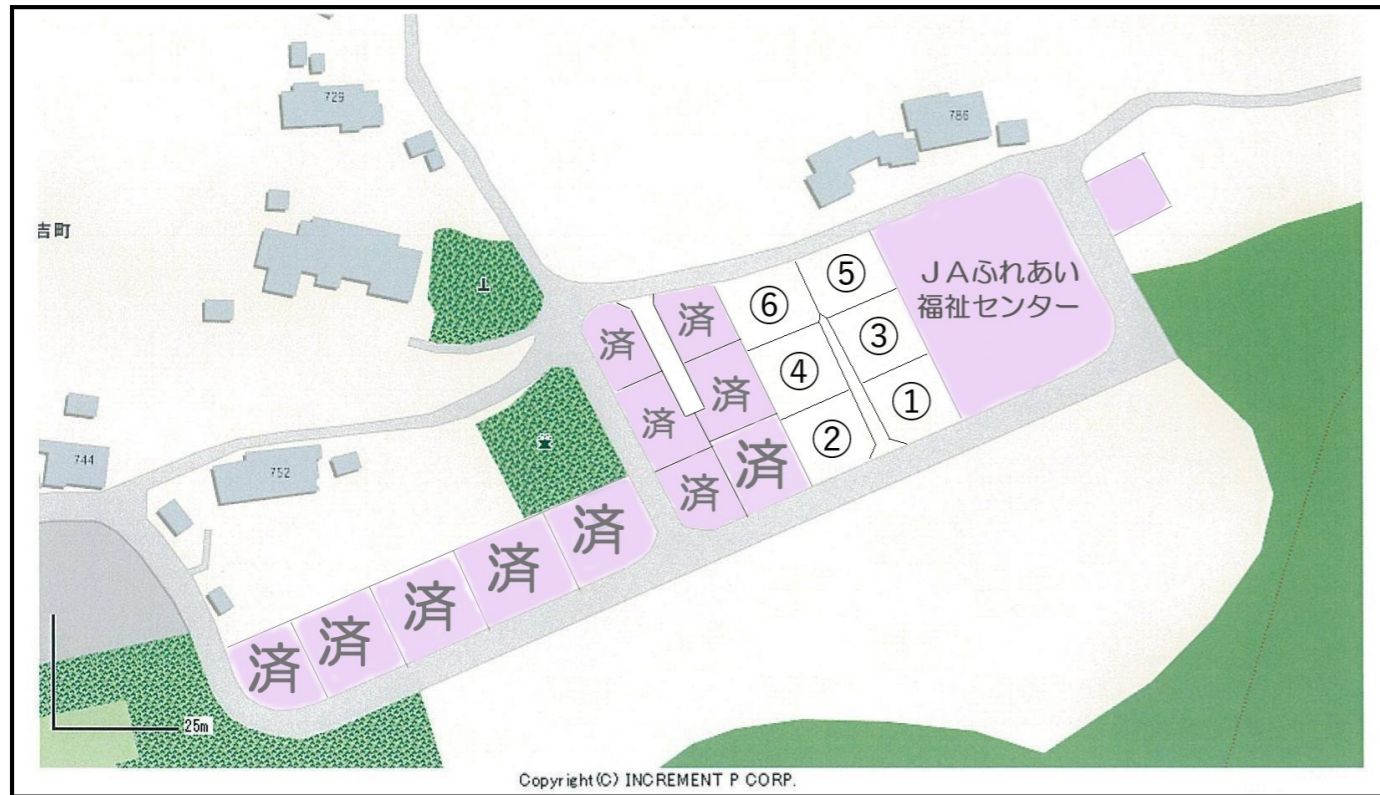 729
786
吉町
JAふれあい
福祉センター
⑤
⑥
済
済
③
④
済
①
済
②
済
済
744
752
済
済
済
済
済
済
25m
Copyright(C) INCREMENT P CORP.